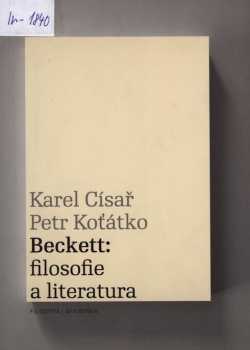 In-1840
Karel Císař
Petr Koťátko
Beckett:
filosofie
a literatura